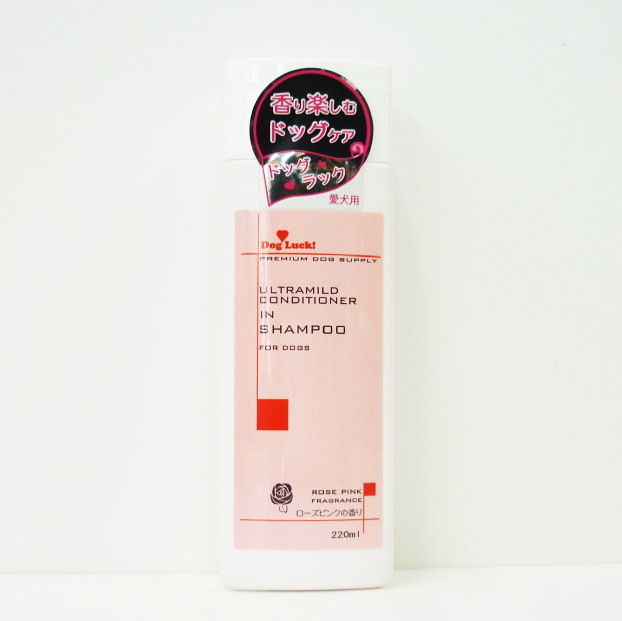 香り楽しむ
ドッグケア
ドッグ
ラック
愛犬用
Dog Luck!
PREMIUM DOG SUPPLY
ULTRAMILD
CONDITIONER
IN
SHAMPOO
FOR DOGS
ROSE PINK
FRAGRANCE
ローズピンクの香り
220ml